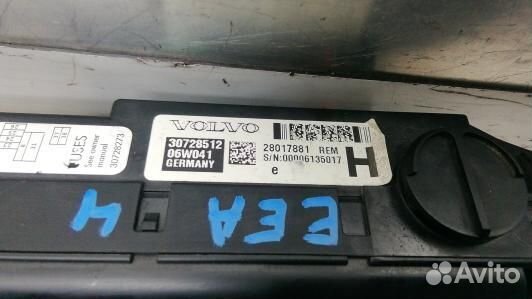 VOLVO
30728512
06W041
GERMANY
28017881 REM
S/N:00006135017
e
H
FUSES
See owner
manual
30728273
4
EEA
Avito